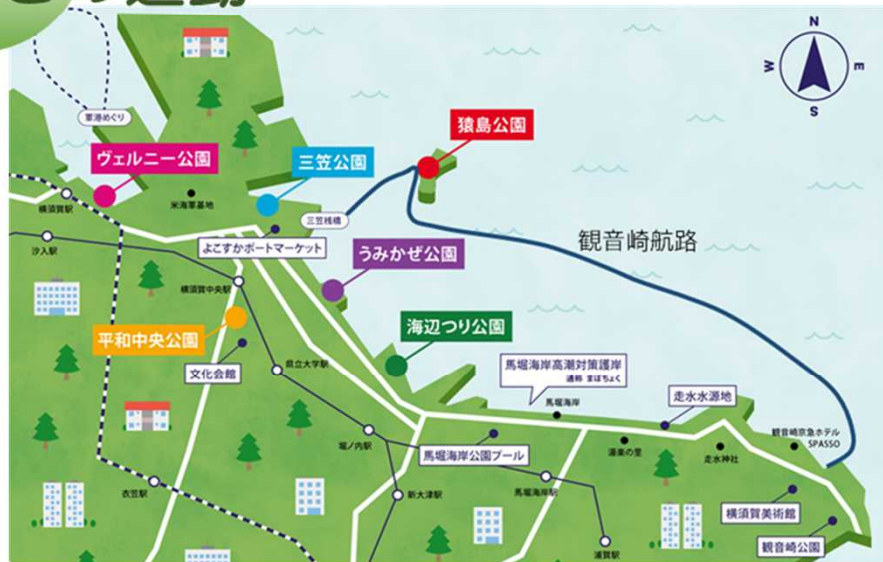 N
W
E
S
軍港めぐり
猿島公園
ヴェルニー公園
三笠公園
横須賀駅
米海軍基地
三笠桟橋
汐入駅
よこすかポートマーケット
観音崎航路
うみかぜ公園
横須賀中央駅
平和中央公園
海辺つり公園
文化会館
県立大学駅
馬堀海岸高潮対策護岸
通称 まぼちょく
走水水源地
馬堀海岸
観音崎京急ホテル
SPASSO
堀ノ内駅
馬堀海岸公園プール
湯楽の里
走水神社
衣笠駅
新大津駅
馬堀海岸駅
横須賀美術館
浦賀駅
観音崎公園